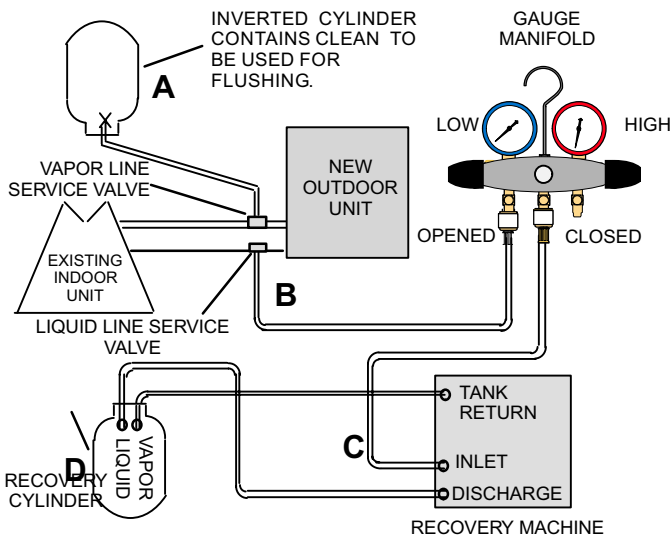 INVERTED CYLINDER
CONTAINS CLEAN TO
BE USED FOR
FLUSHING.
A
GAUGE
MANIFOLD
LOW
HIGH
VAPOR LINE
SERVICE VALVE
NEW
OUTDOOR
UNIT
OPENED
CLOSED
EXISTING
INDOOR
UNIT
B
LIQUID LINE SERVICE
VALVE
TANK
RETURN
C
D
LIQUID
VAPOR
RECOVERY
CYLINDER
INLET
DISCHARGE
RECOVERY MACHINE